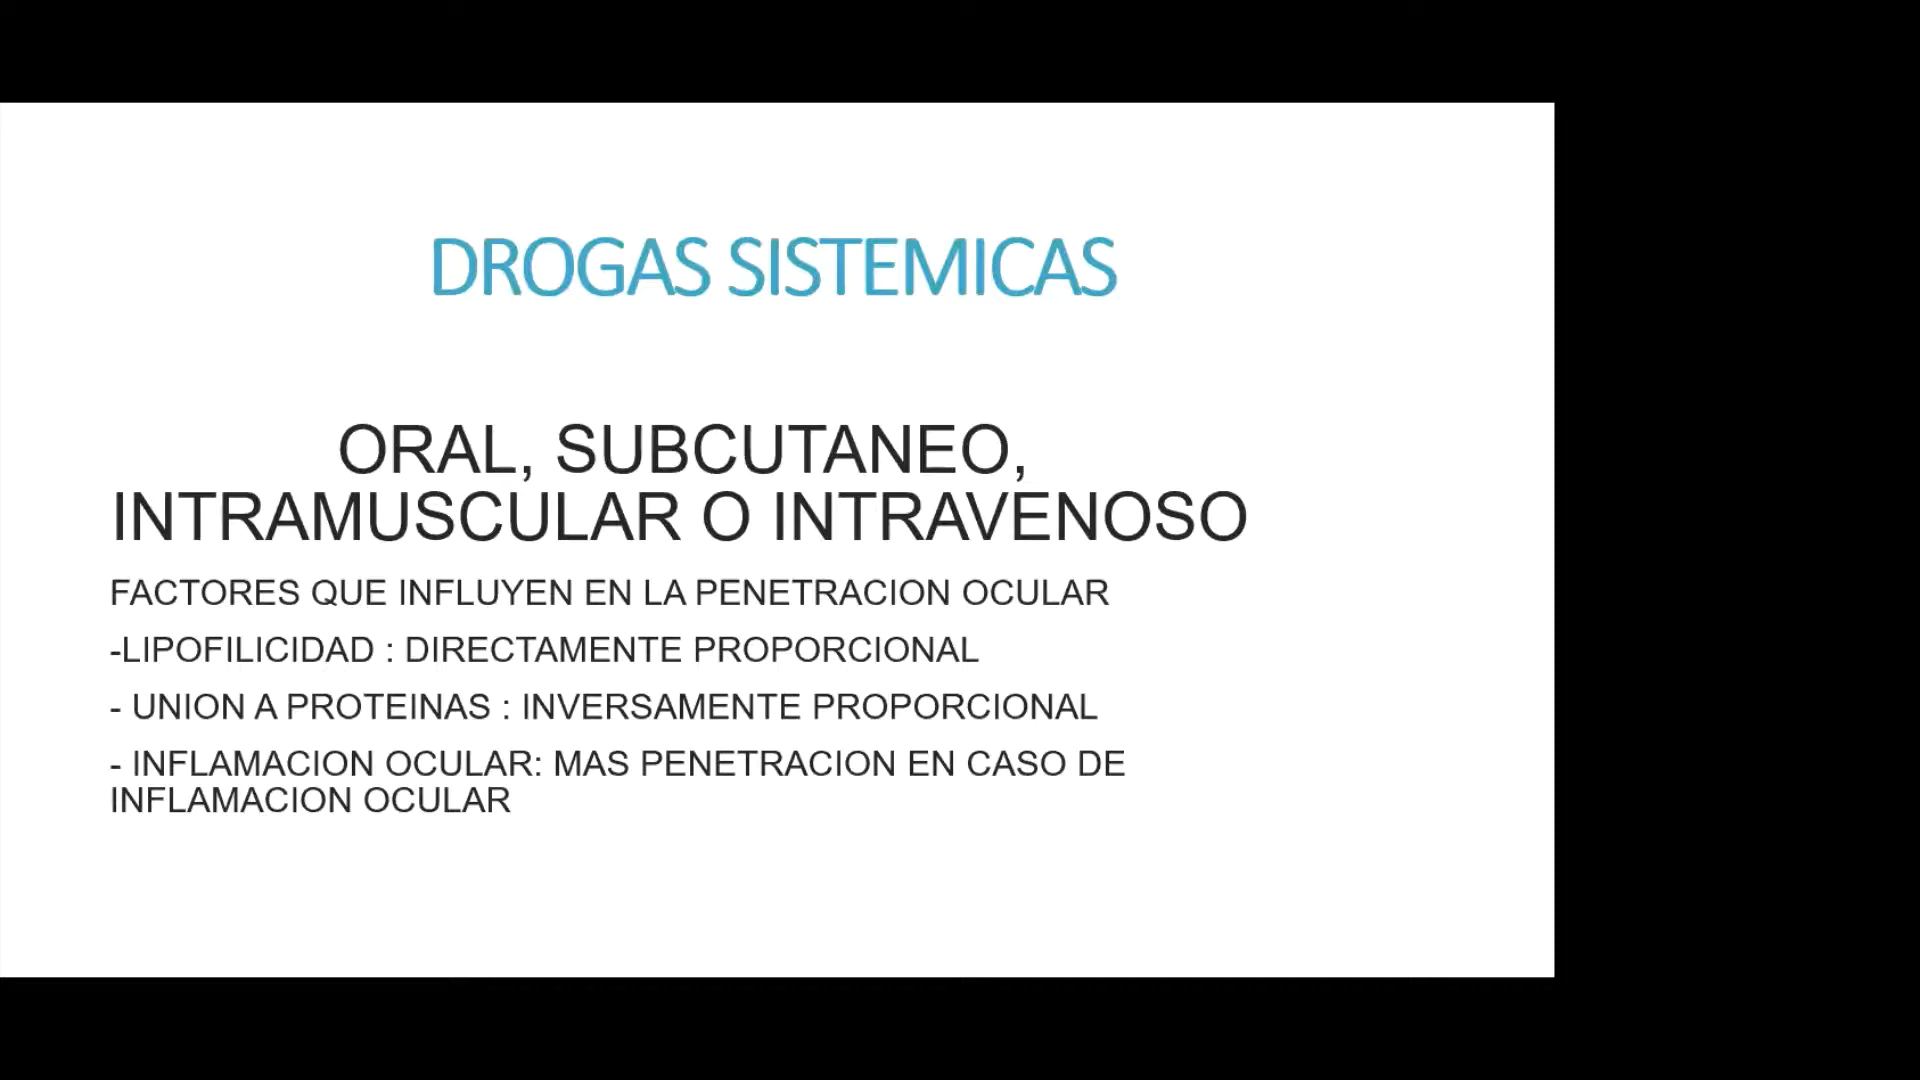 DROGAS SISTEMICAS
ORAL, SUBCUTANEO,
INTRAMUSCULAR O INTRAVENOSO
FACTORES QUE INFLUYEN EN LA PENETRACION OCULAR
-LIPOFILICIDAD : DIRECTAMENTE PROPORCIONAL
- UNION A PROTEINAS : INVERSAMENTE PROPORCIONAL
- INFLAMACION OCULAR: MAS PENETRACION EN CASO DE
INFLAMACION OCULAR